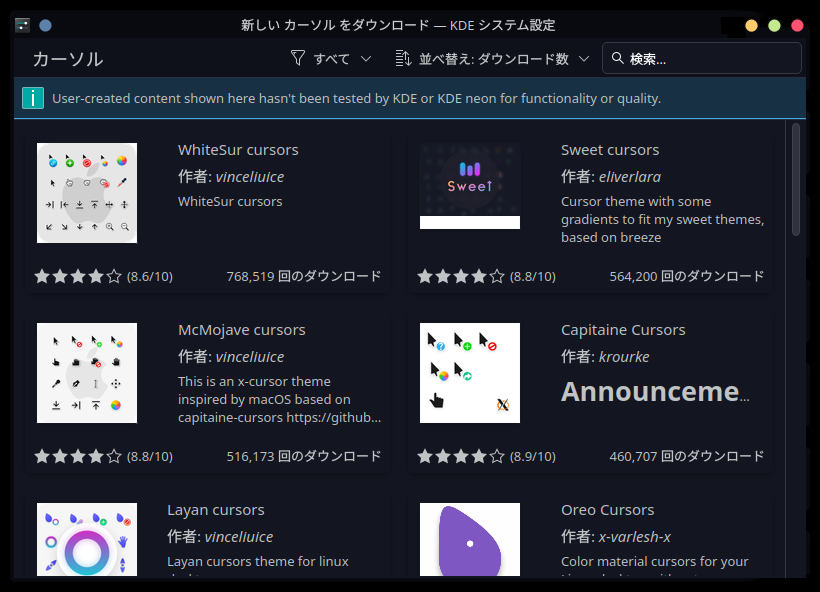 新しい カーソル をダウンロード — KDE システム設定
カーソル
すべて
並べ替え: ダウンロード数
検索...
User-created content shown here hasn't been tested by KDE or KDE neon for functionality or quality.
WhiteSur cursors
作者: vinceliuice
WhiteSur cursors
(8.6/10)
768,519 回のダウンロード
Sweet
Sweet cursors
作者: eliverlara
Cursor theme with some
gradients to fit my sweet themes,
based on breeze
(8.8/10)
564,200 回のダウンロード
McMojave cursors
作者: vinceliuice
This is an x-cursor theme
inspired by macOS based on
capitaine-cursors https://github...
(8.8/10)
516,173 回のダウンロード
Capitaine Cursors
作者: krourke
Announceme...
(8.9/10)
460,707 回のダウンロード
Layan cursors
作者: vinceliuice
Layan cursors theme for linux
Oreo Cursors
作者: x-varlesh-x
Color material cursors for your